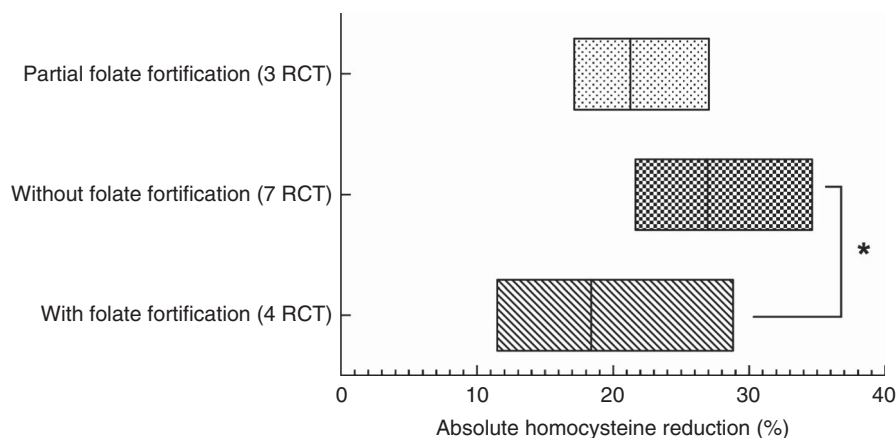 Partial folate fortification (3 RCT)
Without folate fortification (7 RCT)
*
With folate fortification (4 RCT)
0 10 20 30 40
Absolute homocysteine reduction (%)